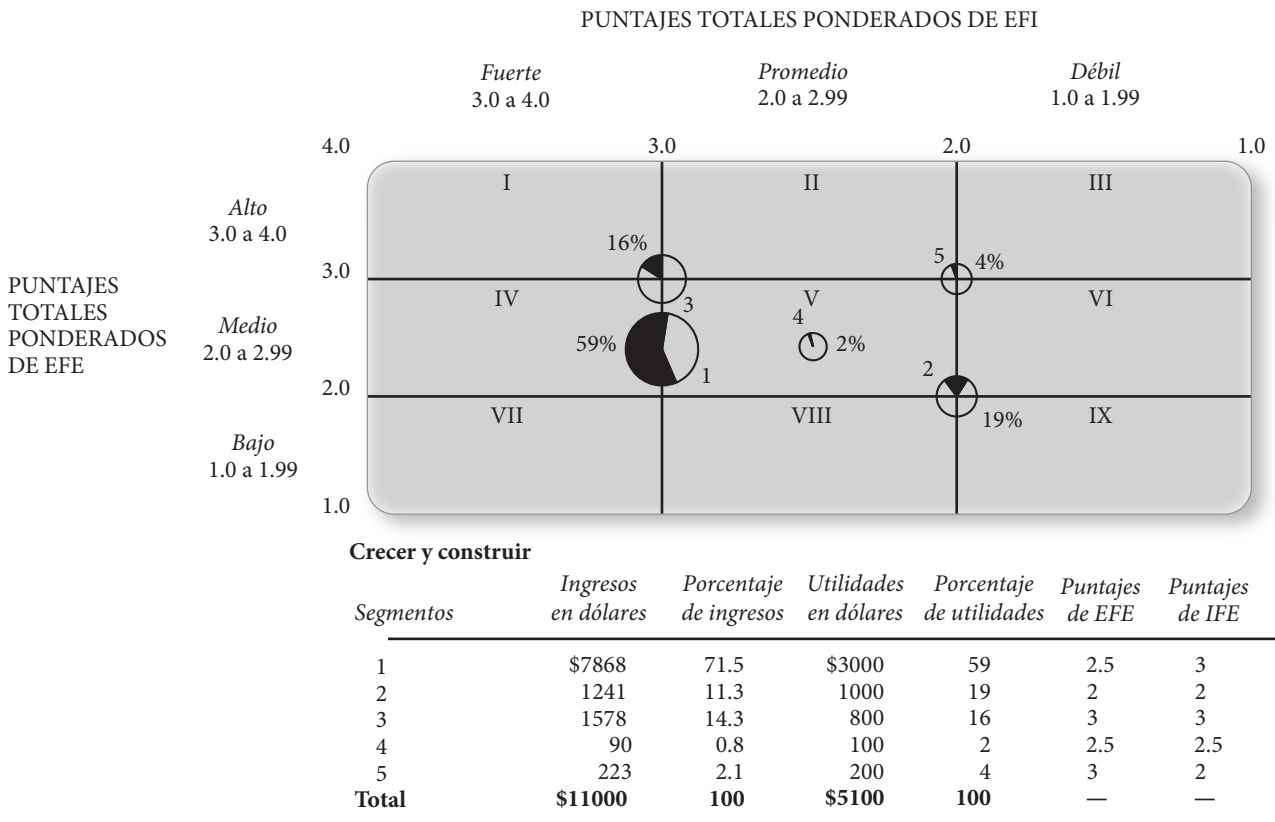 PUNTAJES TOTALES PONDERADOS DE EFI
Fuerte
3.0 a 4.0
Promedio
2.0 a 2.99
Débil
1.0 a 1.99
4.0
3.0
2.0
1.0
I
II
III
Alto
3.0 a 4.0
16%
5
4%
3.0
PUNTAJES
TOTALES
PONDERADOS
DE EFE
IV
V
VI
3
Medio
2.0 a 2.99
4
59%
2%
1
2
2.0
VII
VIII
IX
19%
Bajo
1.0 a 1.99
1.0
Crecer y construir
Segmentos Ingresos en dólares Porcentaje de ingresos Utilidades en dólares Porcentaje de utilidades Puntajes de EFE Puntajes de IFE
1 $7868 71.5 $3000 59 2.5 3
2 1241 11.3 1000 19 2 2
3 1578 14.3 800 16 3 3
4 90 0.8 100 2 2.5 2.5
5 223 2.1 200 4 3 2
Total $11000 100 $5100 100 — —